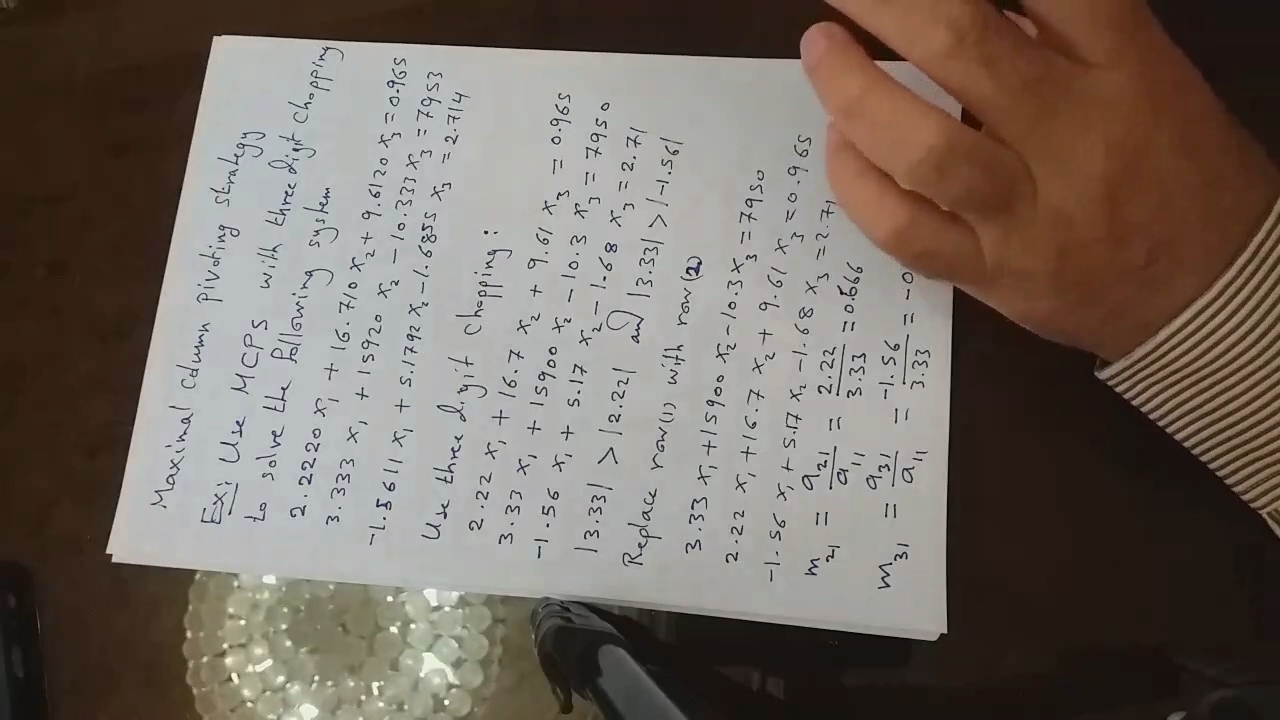 Maximal Column pivoting strategy
Ex: Use MCPS with three digit chopping
to solve the following system
2.2220 x₁ + 16.710 x₂ + 9.6120 x₃ = 0.965
3.333 x₁ + 15920 x₂ - 10.333 x₃ = 7953
-1.5611 x₁ + 5.1792 x₂ - 1.6855 x₃ = 2.714
Use three digit chopping:
2.22 x₁ + 16.7 x₂ + 9.61 x₃ = 0.965
3.33 x₁ + 15900 x₂ - 10.3 x₃ = 7950
-1.56 x₁ + 5.17 x₂ - 1.68 x₃ = 2.71
|3.33| > |2.22| and |3.33| > |-1.56|
Replace row(1) with row(2)
3.33 x₁ + 15900 x₂ - 10.3 x₃ = 7950
2.22 x₁ + 16.7 x₂ + 9.61 x₃ = 0.965
-1.56 x₁ + 5.17 x₂ - 1.68 x₃ = 2.71
m₂₁ = a₂₁/a₁₁ = 2.22/3.33 = 0.666
m₃₁ = a₃₁/a₁₁ = -1.56/3.33 = -0